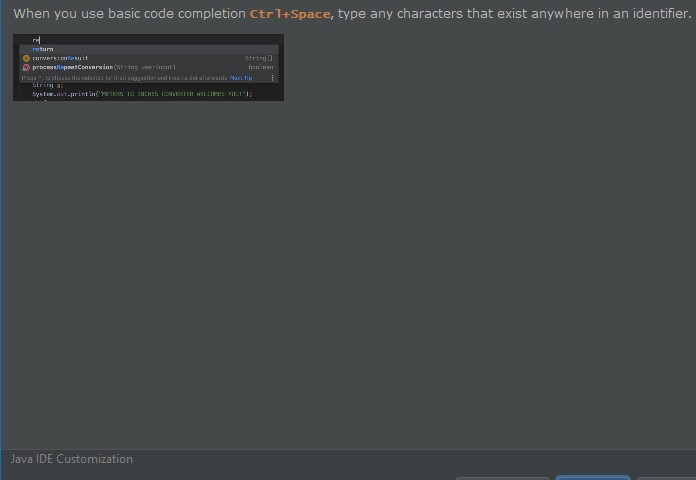 When you use basic code completion Ctrl+Space, type any characters that exist anywhere in an identifier.
re
return
conversionResult String[]
processRepeatConversion(String userInput) boolean
Press ^. to choose the selected (or first) suggestion and insert a dot afterwards Next Tip
String s;
System.out.println("METERS TO INCHES CONVERTER WELCOMES YOU!");
Java IDE Customization